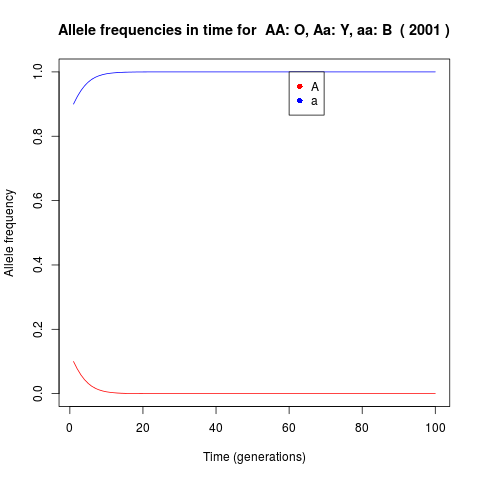 Allele frequencies in time for  AA: O, Aa: Y, aa: B  ( 2001 )
Allele frequency
1.0
0.8
0.6
0.4
0.2
0.0
A
a
0
20
40
60
80
100
Time (generations)